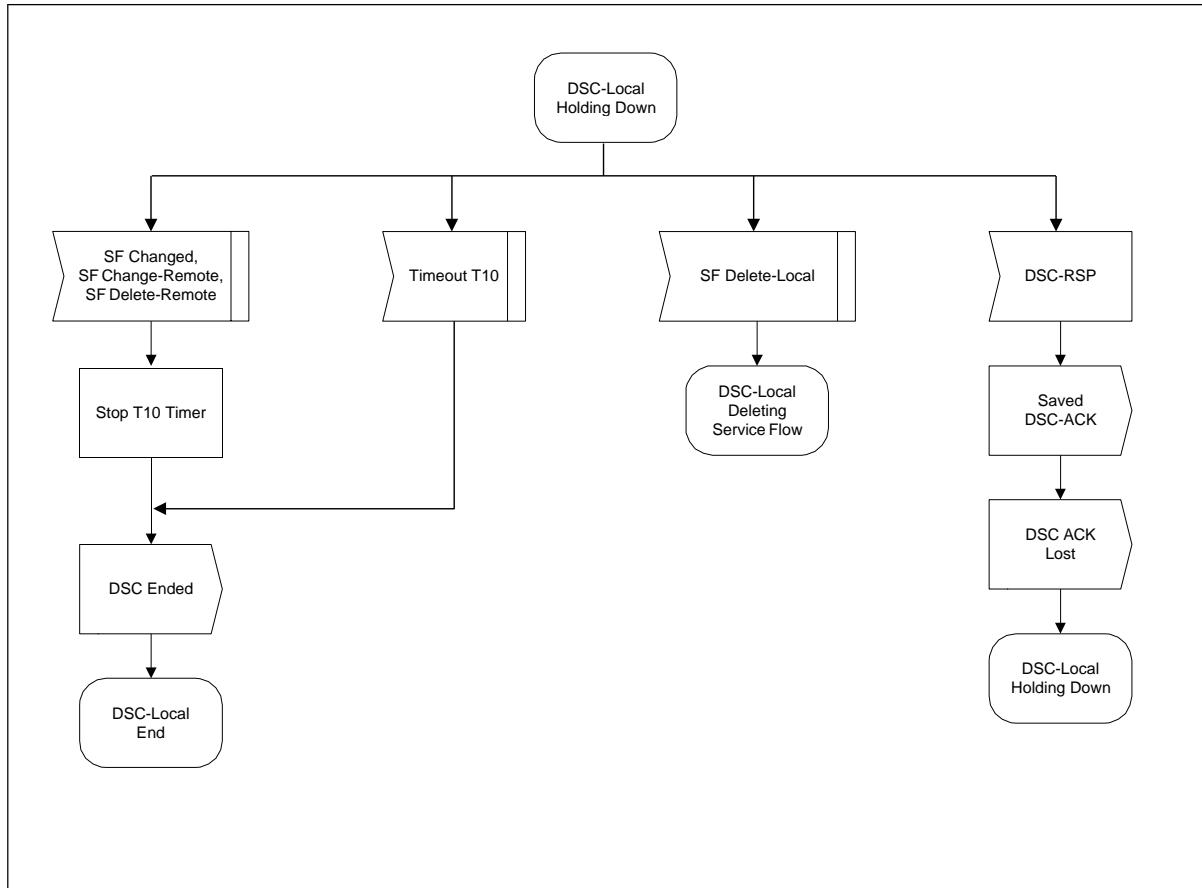 DSC-Local
Holding Down
SF Changed,
SF Change-Remote,
SF Delete-Remote
Timeout T10
SF Delete-Local
DSC-RSP
Stop T10 Timer
DSC-Local
Deleting
Service Flow
Saved
DSC-ACK
DSC Ended
DSC ACK
Lost
DSC-Local
End
DSC-Local
Holding Down